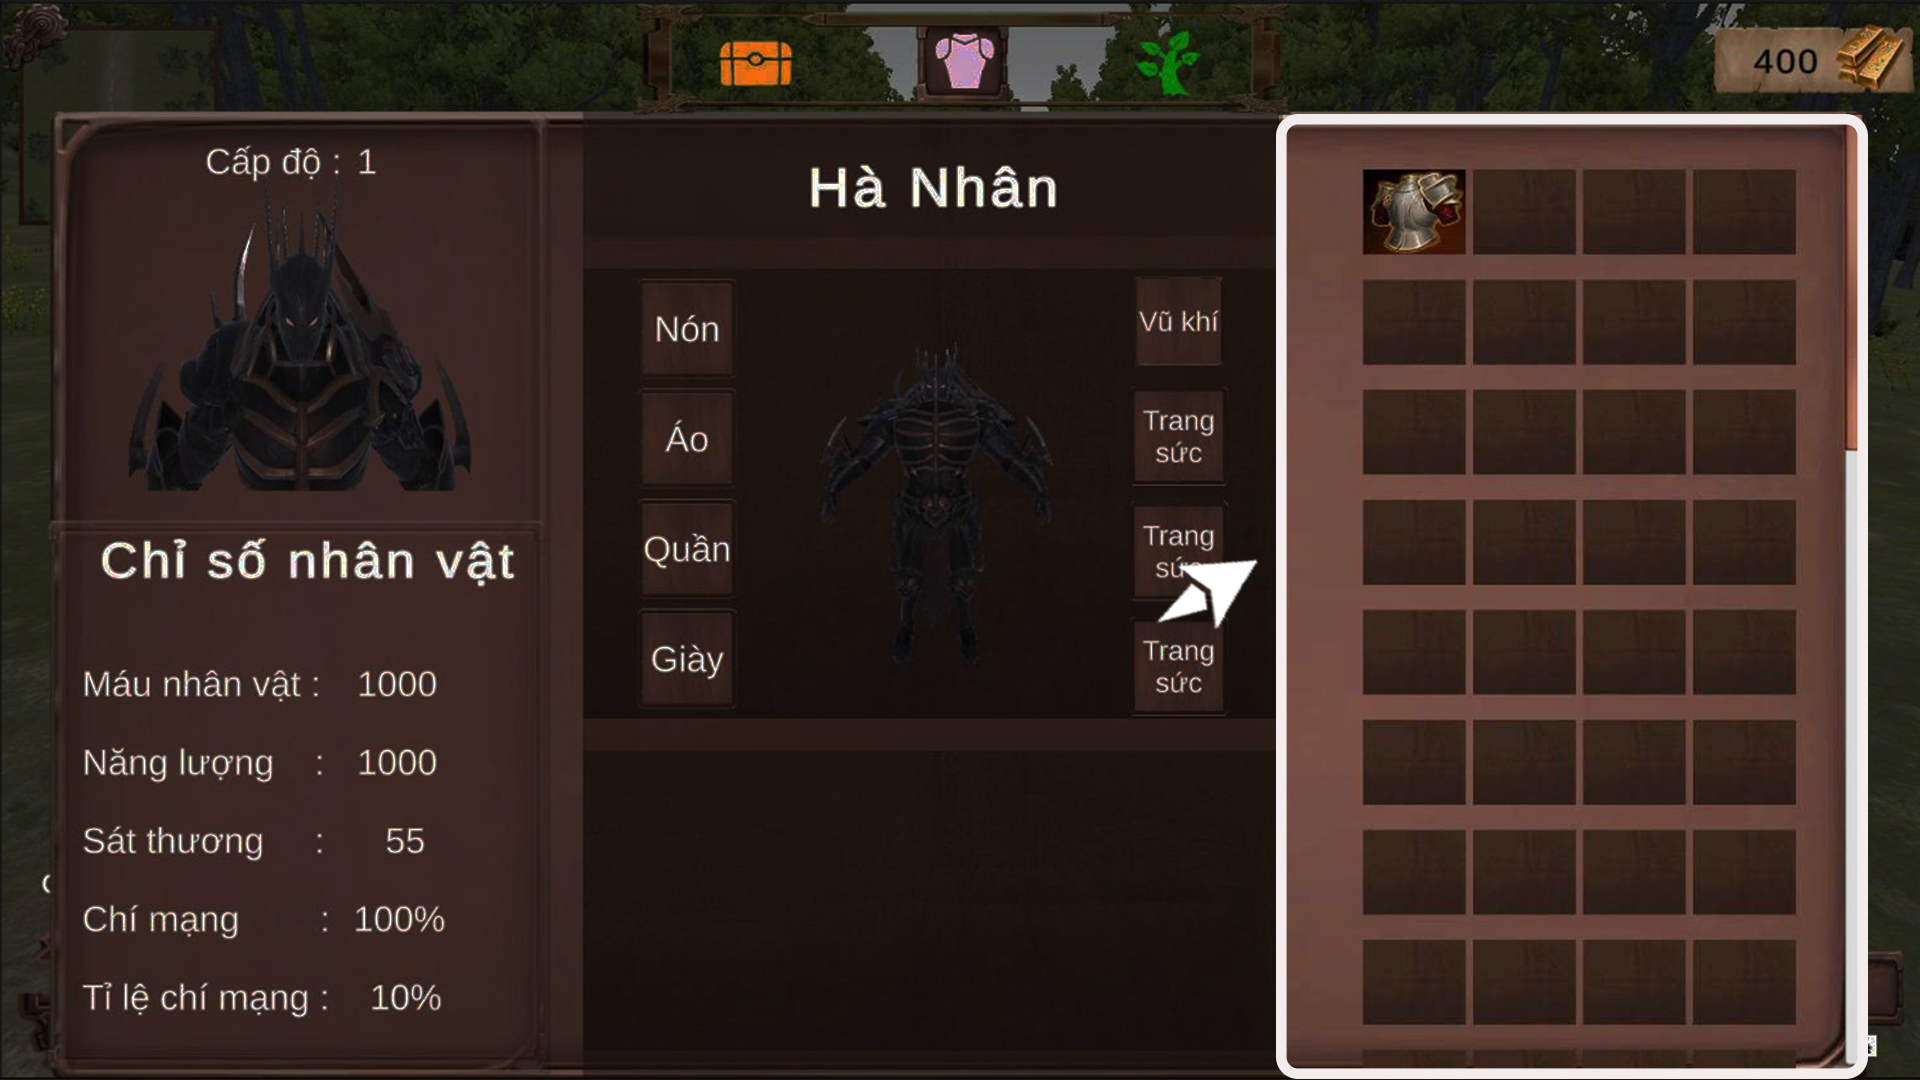 400
Cấp độ : 1
Hà Nhân
Nón
Vũ khí
Áo
Trang
sức
Quần
Trang
Giày
Trang
sức
Chỉ số nhân vật
Máu nhân vật : 1000
Năng lượng : 1000
Sát thương : 55
Chí mạng : 100%
Tỉ lệ chí mạng : 10%